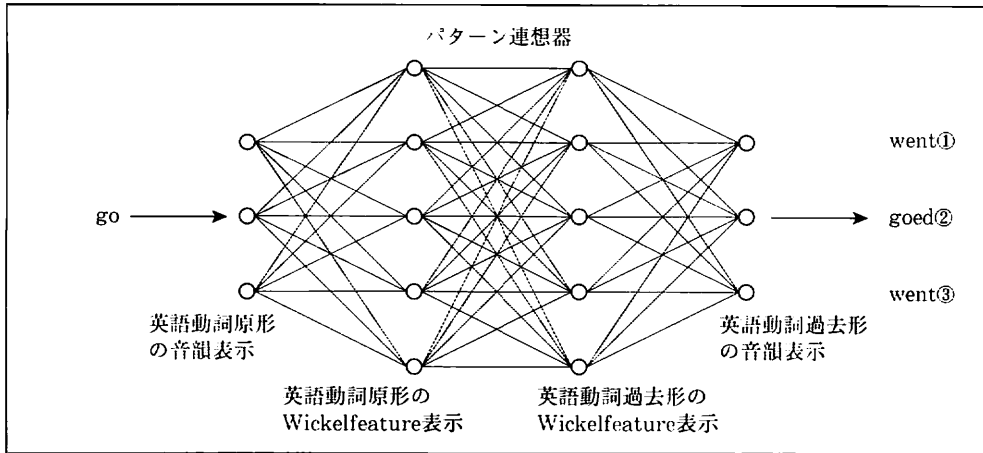 パターン連想器
went①
go
goed②
went③
英語動詞原形
の音韻表示
英語動詞過去形
の音韻表示
英語動詞原形の
Wickelfeature表示
英語動詞過去形の
Wickelfeature表示